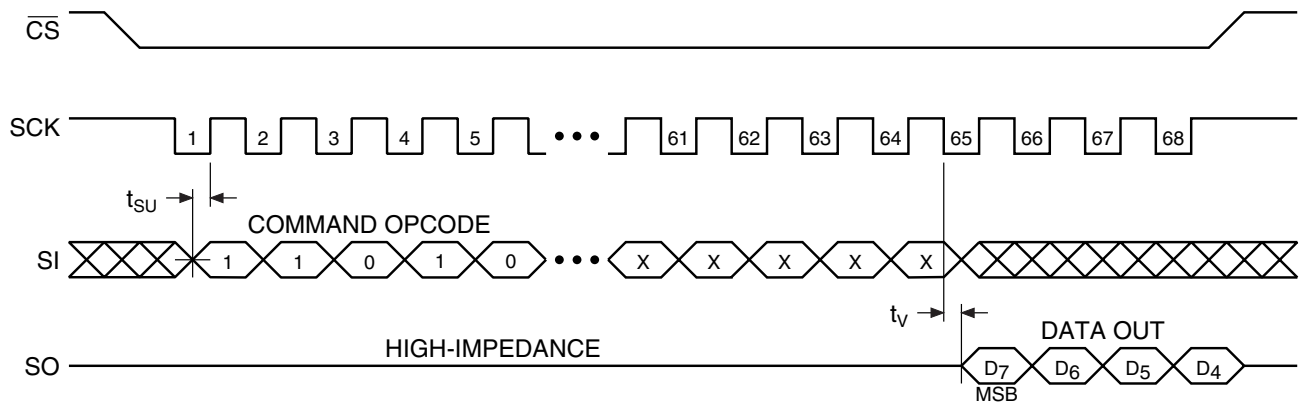 CS
SCK 1 2 3 4 5 ••• 61 62 63 64 65 66 67 68
tSU
COMMAND OPCODE
SI 1 1 0 1 0 ••• X X X X X
tV
HIGH-IMPEDANCE
DATA OUT
SO D7 D6 D5 D4
MSB